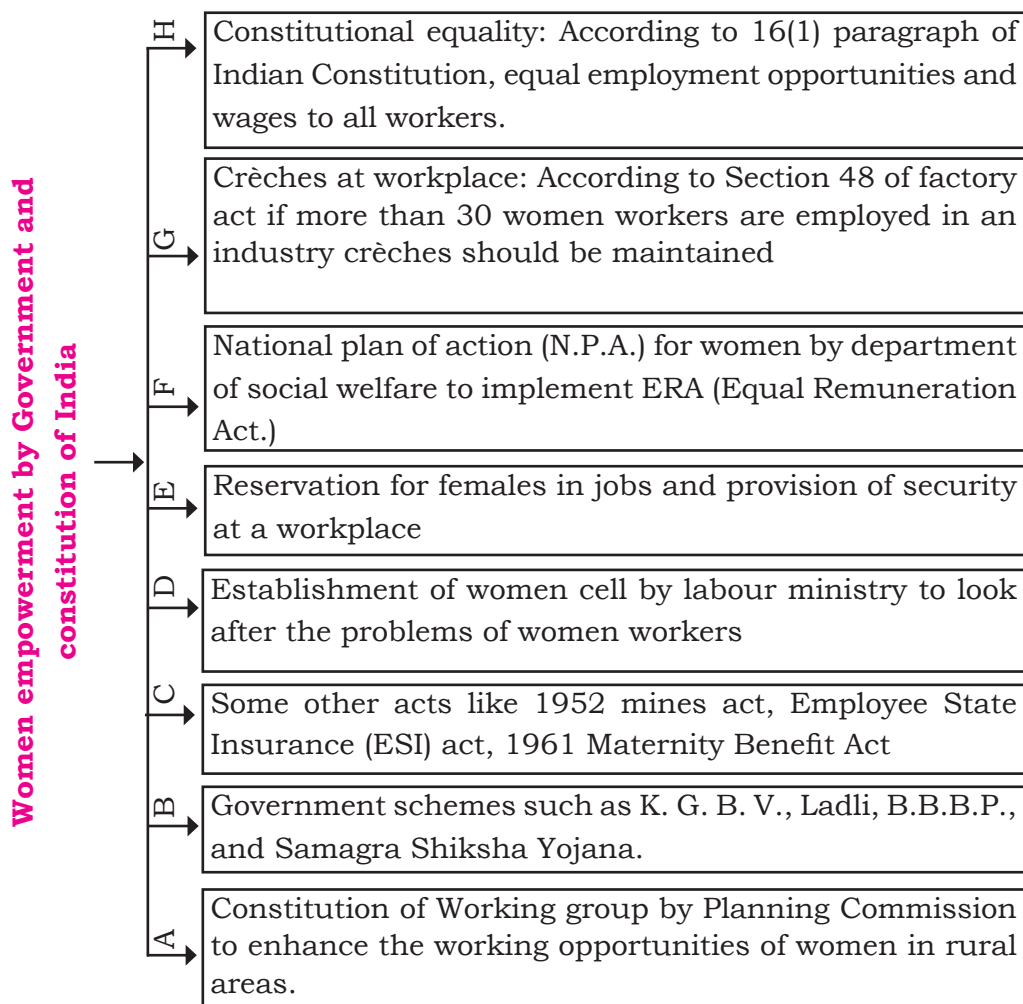 Women empowerment by Government and
constitution of India
H
Constitutional equality: According to 16(1) paragraph of
Indian Constitution, equal employment opportunities and
wages to all workers.
G
Crèches at workplace: According to Section 48 of factory
act if more than 30 women workers are employed in an
industry crèches should be maintained
F
National plan of action (N.P.A.) for women by department
of social welfare to implement ERA (Equal Remuneration
Act.)
E
Reservation for females in jobs and provision of security
at a workplace
D
Establishment of women cell by labour ministry to look
after the problems of women workers
C
Some other acts like 1952 mines act, Employee State
Insurance (ESI) act, 1961 Maternity Benefit Act
B
Government schemes such as K. G. B. V., Ladli, B.B.B.P.,
and Samagra Shiksha Yojana.
A
Constitution of Working group by Planning Commission
to enhance the working opportunities of women in rural
areas.